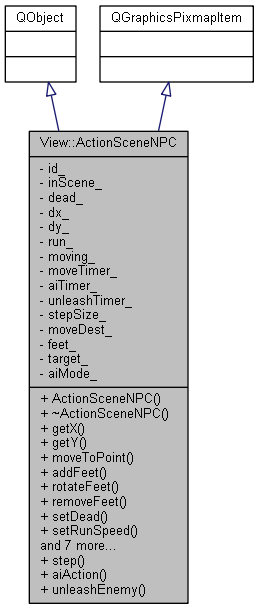 QObject
QGraphicsPixmapItem
View::ActionSceneNPC
- id_
- inScene_
- dead_
- dx_
- dy_
- run_
- moving_
- moveTimer_
- aiTimer_
- unleashTimer_
- stepSize_
- moveDest_
- feet_
- target_
- aiMode_
+ ActionSceneNPC()
+ ~ActionSceneNPC()
+ getX()
+ getY()
+ moveToPoint()
+ addFeet()
+ rotateFeet()
+ removeFeet()
+ setDead()
+ setRunSpeed()
and 7 more...
+ step()
+ aiAction()
+ unleashEnemy()